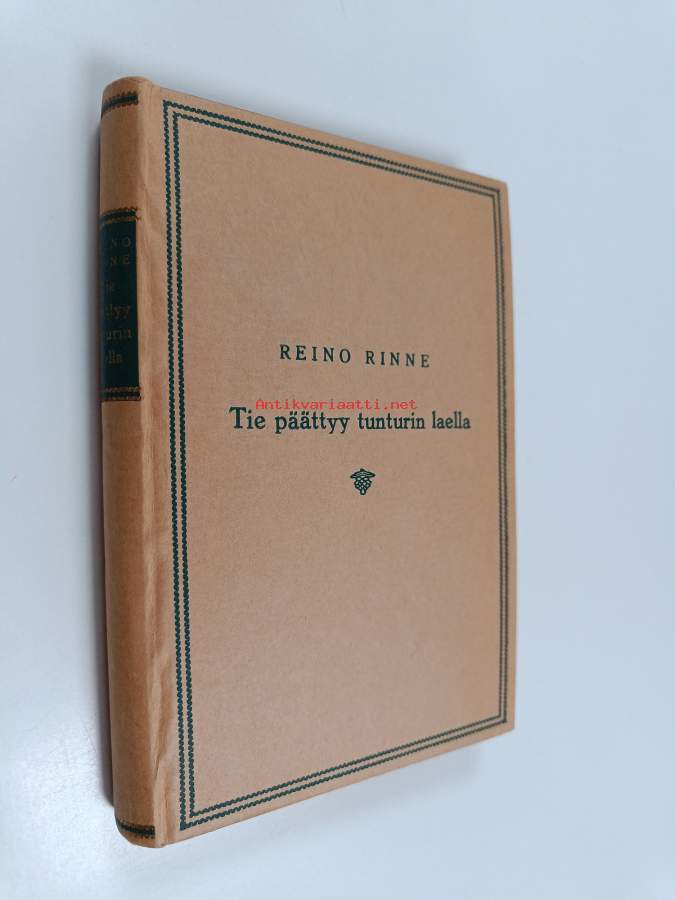 REINO RINNE
Antikvariaatti.net
Tie päättyy tunturin laella